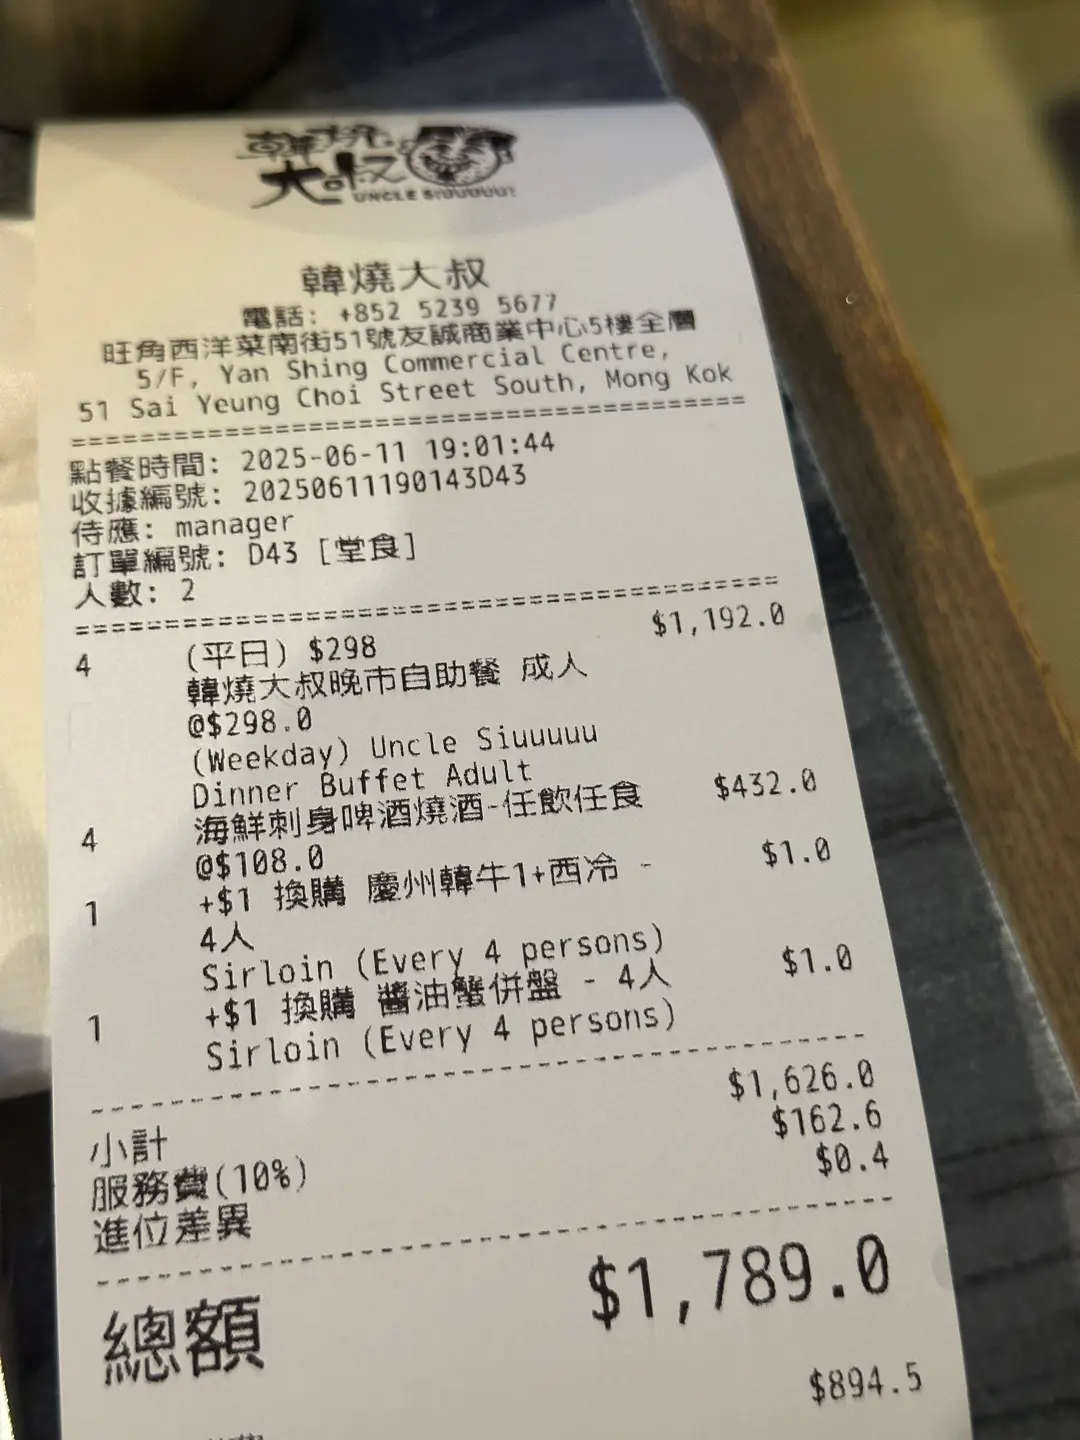 韓燒大叔
UNCLE SIUUUUU!
韓燒大叔
電話: +852 5239 5677
旺角西洋菜南街51號友誠商業中心5樓全層
5/F, Yan Shing Commercial Centre,
51 Sai Yeung Choi Street South, Mong Kok
點餐時間: 2025-06-11 19:01:44
收據編號: 20250611190143D43
侍應: manager
訂單編號: D43 [堂食]
人數: 2
4 (平日) $298 $1,192.0
韓燒大叔晚市自助餐 成人
@$298.0
(Weekday) Uncle Siuuuuu
Dinner Buffet Adult
4 海鮮刺身啤酒燒酒-任飲任食 $432.0
@$108.0
1 +$1 換購 慶州韓牛1+西冷 - $1.0
4人
Sirloin (Every 4 persons)
1 +$1 換購 醬油蟹併盤 - 4人 $1.0
Sirloin (Every 4 persons)
小計 $1,626.0
服務費(10%) $162.6
進位差異 $0.4
總額 $1,789.0
$894.5